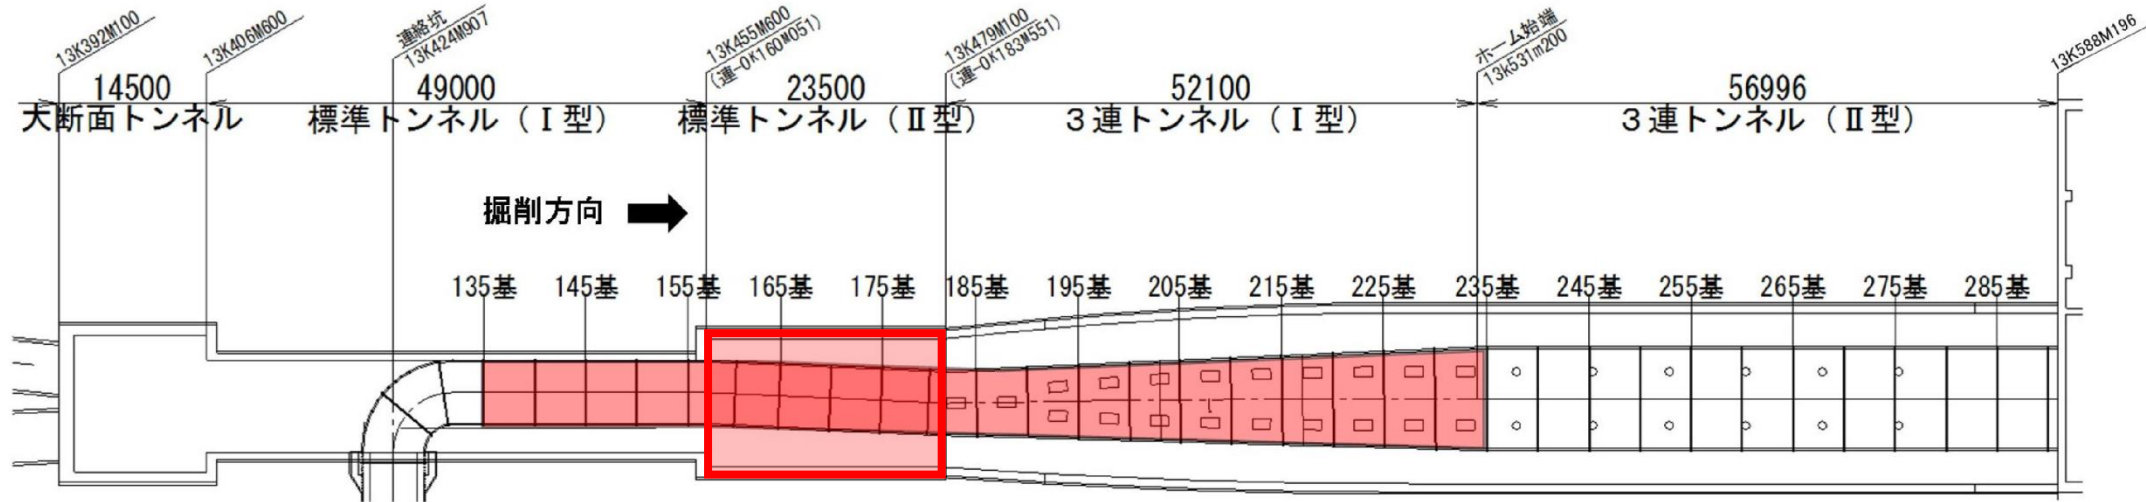 13K392M100
13K406M600
連絡坑
13K424M907
13K455M600
(連-0K160M051)
13K479M100
(連-0K183M551)
ホーム始端
13k531m200
13K588M196
14500
49000
23500
52100
56996
大断面トンネル
標準トンネル(Ⅰ型)
標準トンネル(Ⅱ型)
3連トンネル(Ⅰ型)
3連トンネル(Ⅱ型)
掘削方向
135基
145基
155基
165基
175基
185基
195基
205基
215基
225基
235基
245基
255基
265基
275基
285基